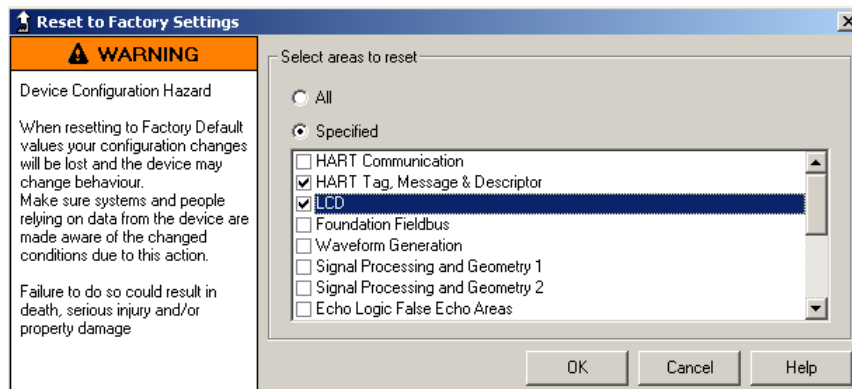 Reset to Factory Settings
WARNING
Device Configuration Hazard
When resetting to Factory Default
values your configuration changes
will be lost and the device may
change behaviour.
Make sure systems and people
relying on data from the device are
made aware of the changed
conditions due to this action.
Failure to do so could result in
death, serious injury and/or
property damage
Select areas to reset
All
Specified
HART Communication
HART Tag, Message & Descriptor
LCD
Foundation Fieldbus
Waveform Generation
Signal Processing and Geometry 1
Signal Processing and Geometry 2
Echo Logic False Echo Areas
OK
Cancel
Help